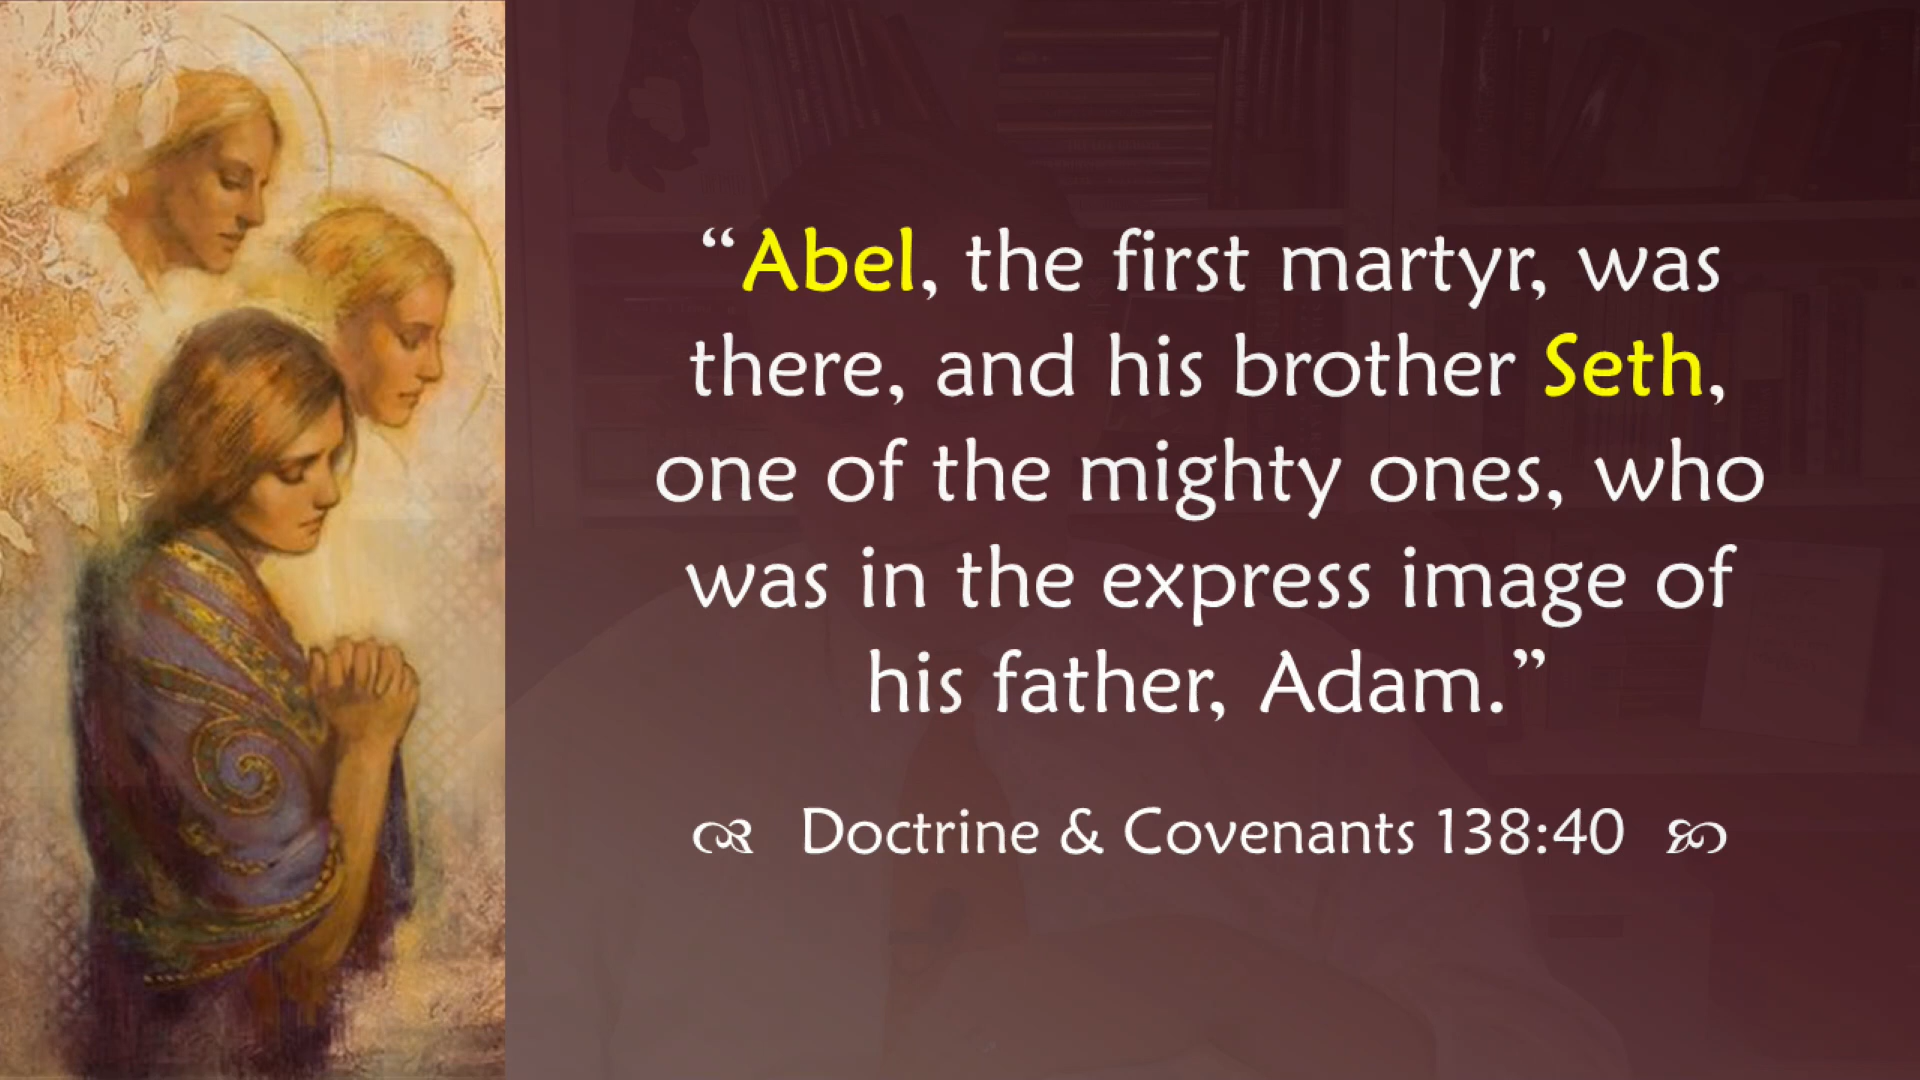 “Abel, the first martyr, was
there, and his brother Seth,
one of the mighty ones, who
was in the express image of
his father, Adam.”
Doctrine & Covenants 138:40